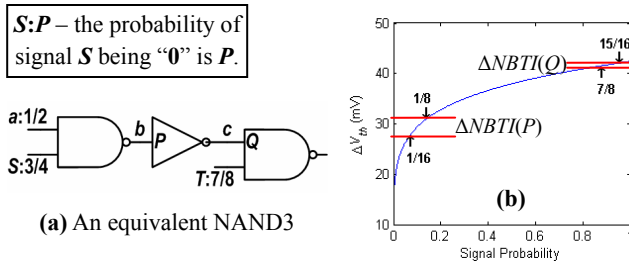 S:P – the probability of
signal S being “0” is P.
a:1/2
S:3/4
b
P
c
Q
T:7/8
(a) An equivalent NAND3
50
40
30
20
10
ΔVth (mV)
0
0.2
0.4
0.6
0.8
1
Signal Probability
15/16
ΔNBTI(Q)
7/8
1/8
ΔNBTI(P)
1/16
(b)